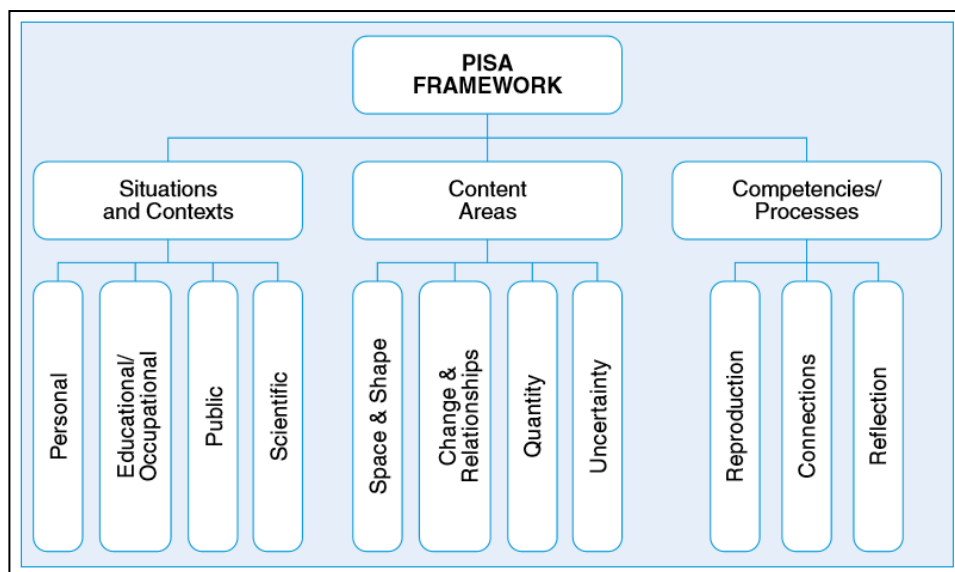 PISA
FRAMEWORK
Situations
and Contexts
Content
Areas
Competencies/
Processes
Personal
Educational/
Occupational
Public
Scientific
Space & Shape
Change &
Relationships
Quantity
Uncertainty
Reproduction
Connections
Reflection